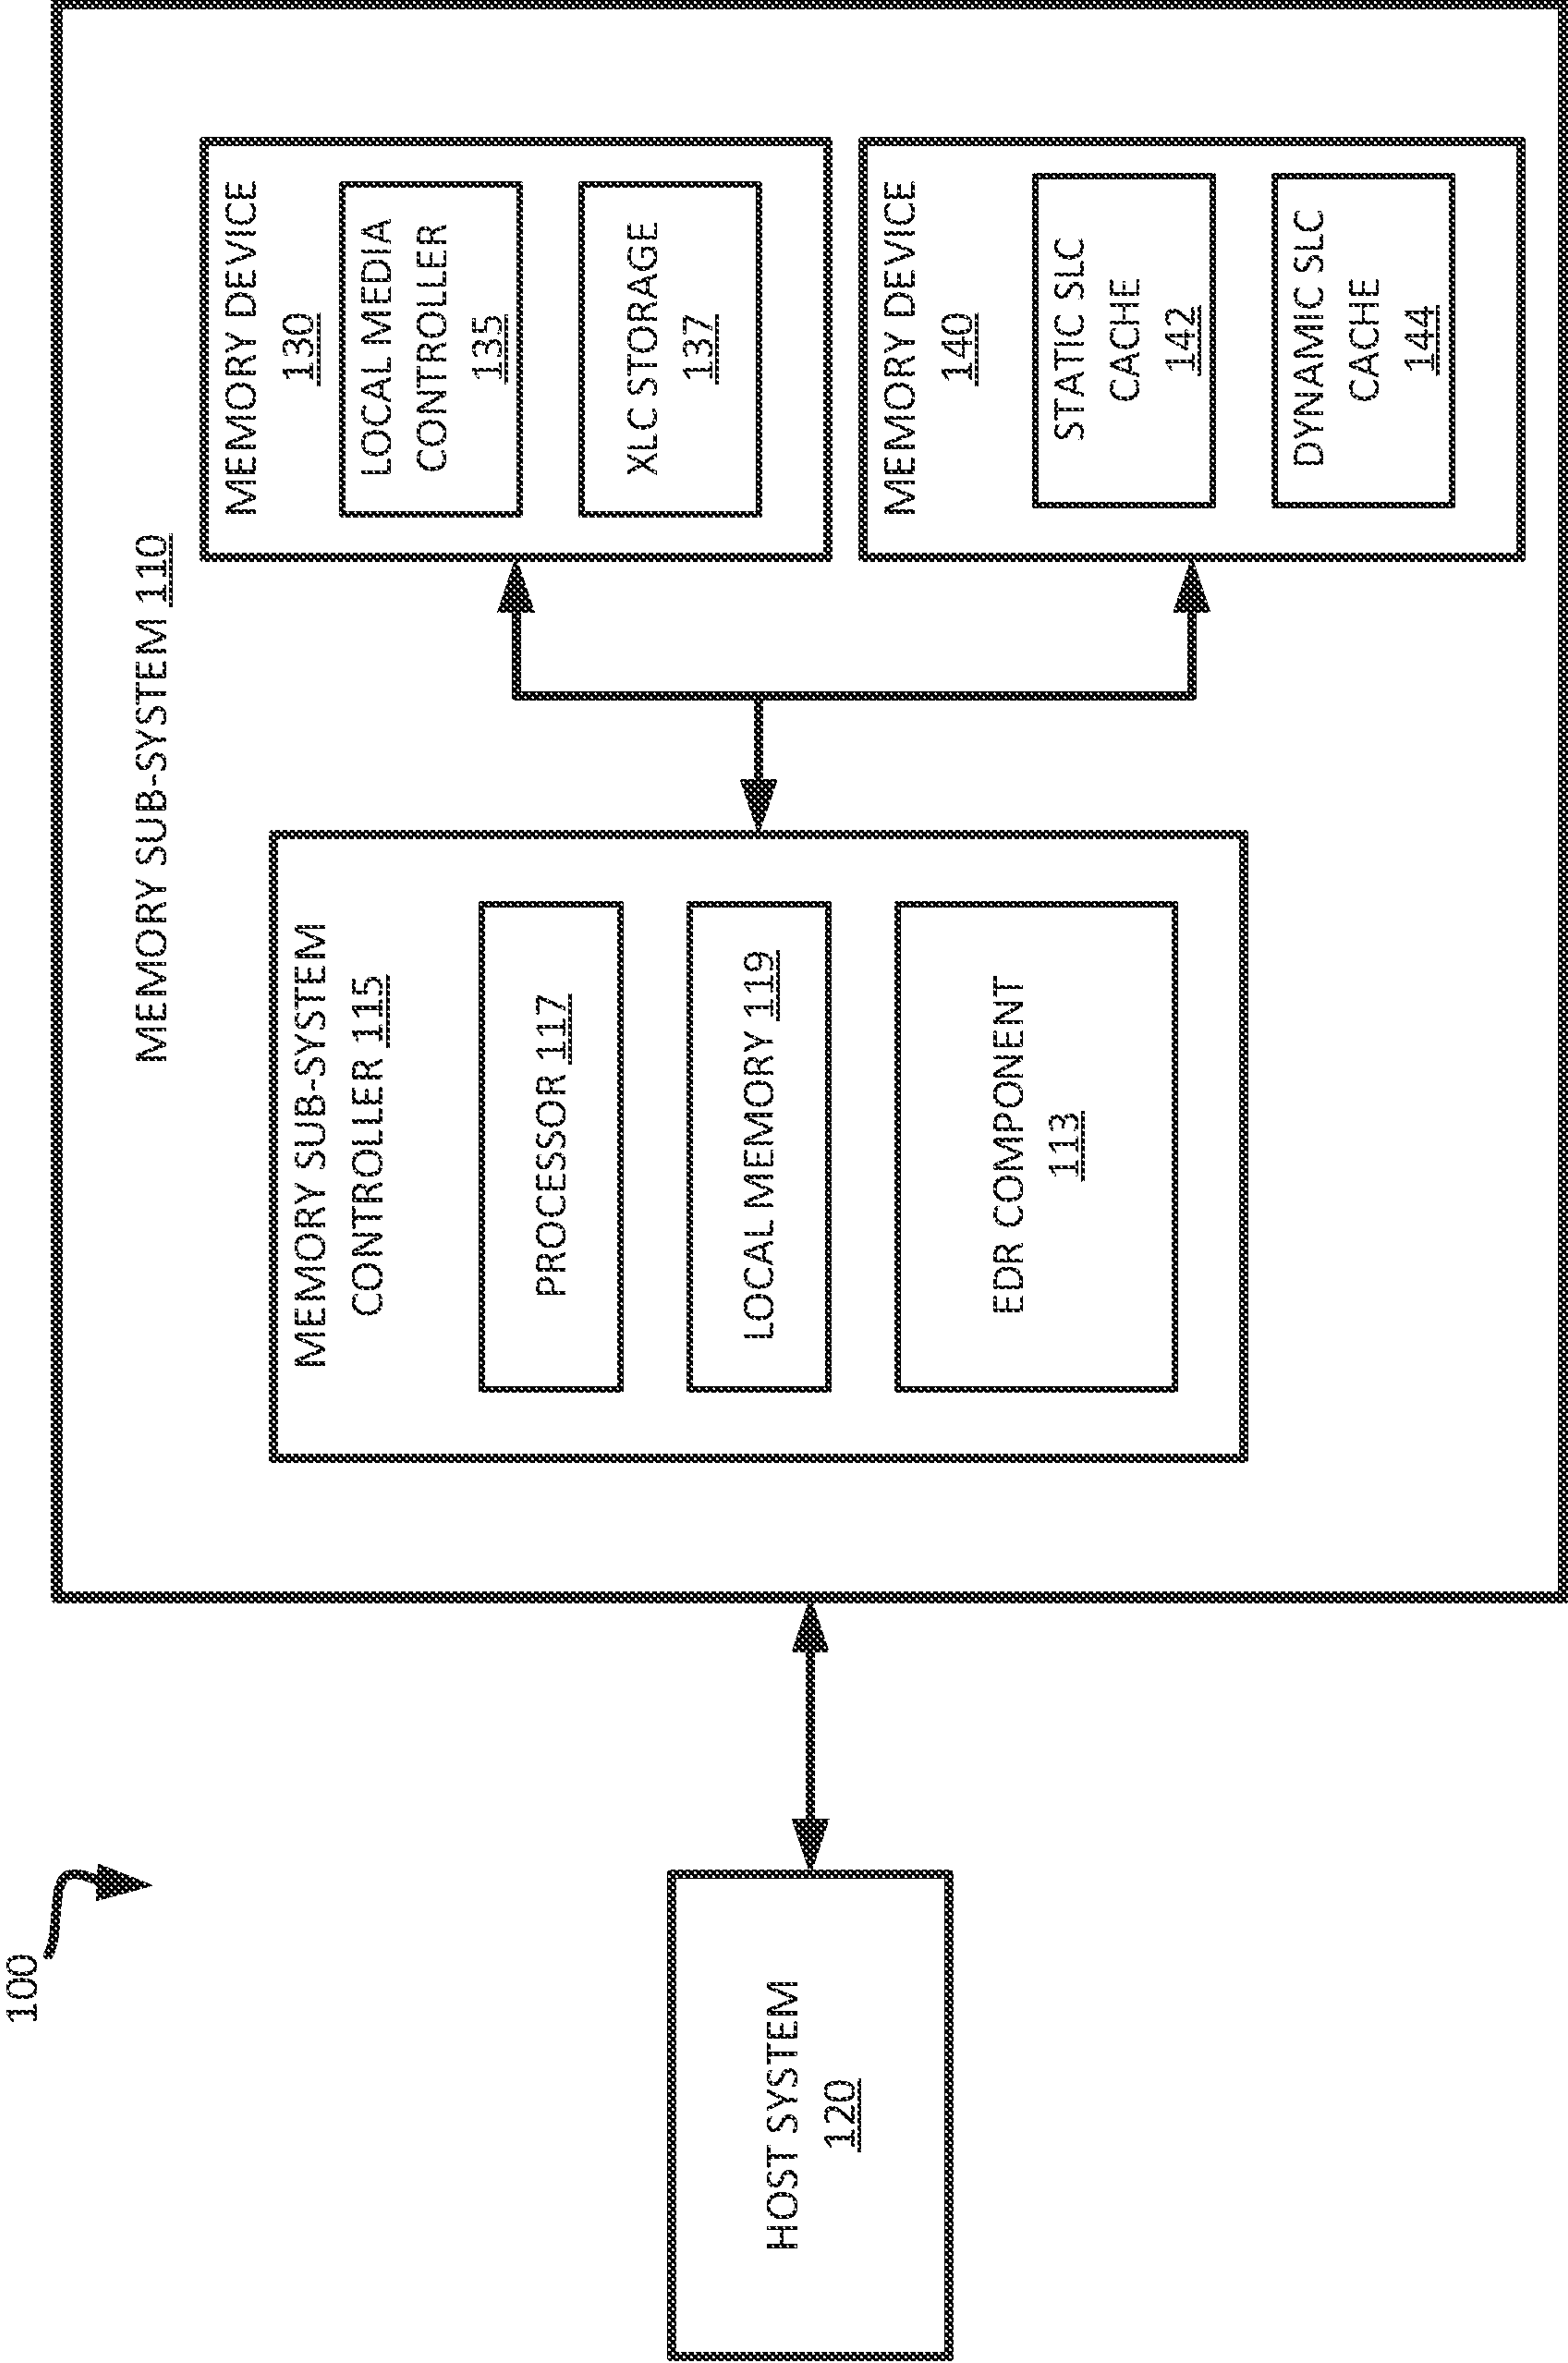 100
MEMORY SUB-SYSTEM 110
HOST SYSTEM
120
MEMORY SUB-SYSTEM
CONTROLLER 115
PROCESSOR 117
LOCAL MEMORY 119
EDR COMPONENT
113
MEMORY DEVICE
130
LOCAL MEDIA
CONTROLLER
135
XLC STORAGE
137
MEMORY DEVICE
140
STATIC SLC
CACHE
142
DYNAMIC SLC
CACHE
144